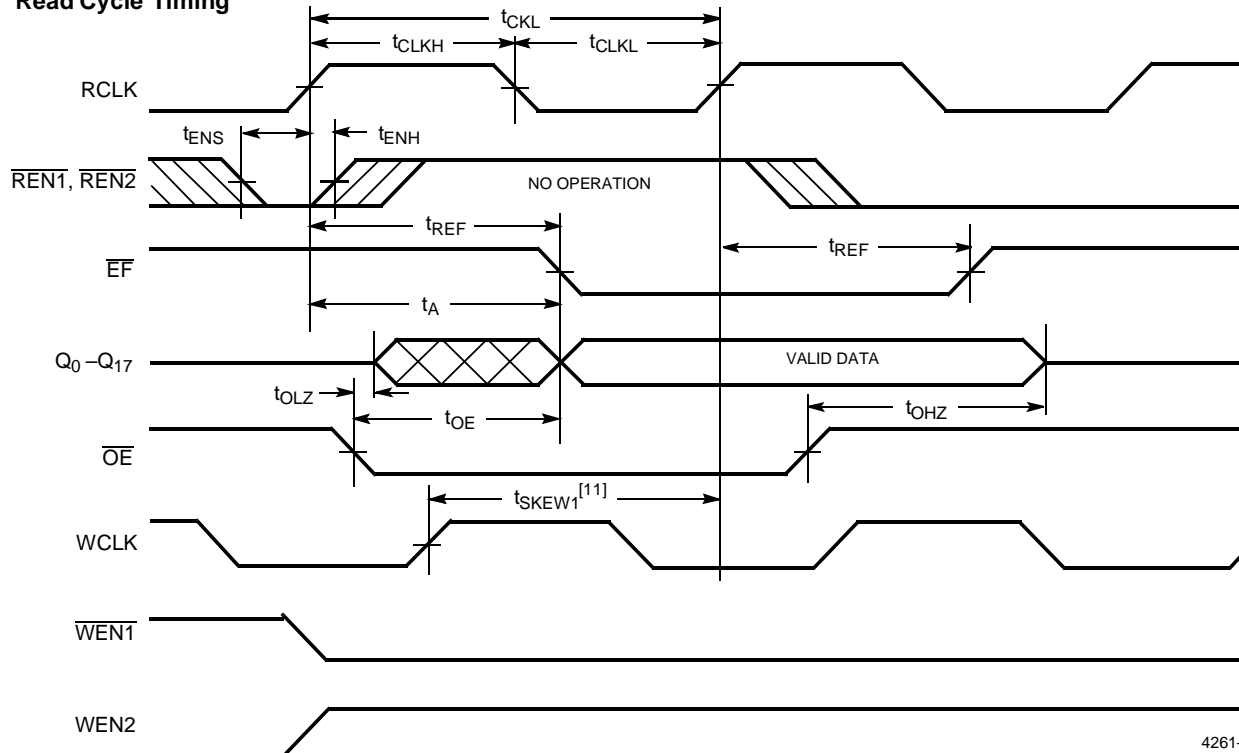 Read Cycle Timing
tCKL
tCLKH
tCLKL
RCLK
tENS
tENH
REN1, REN2
NO OPERATION
tREF
tREF
EF
tA
Q0 –Q17
VALID DATA
tOLZ
tOE
tOHZ
OE
tSKEW1[11]
WCLK
WEN1
WEN2
4261-